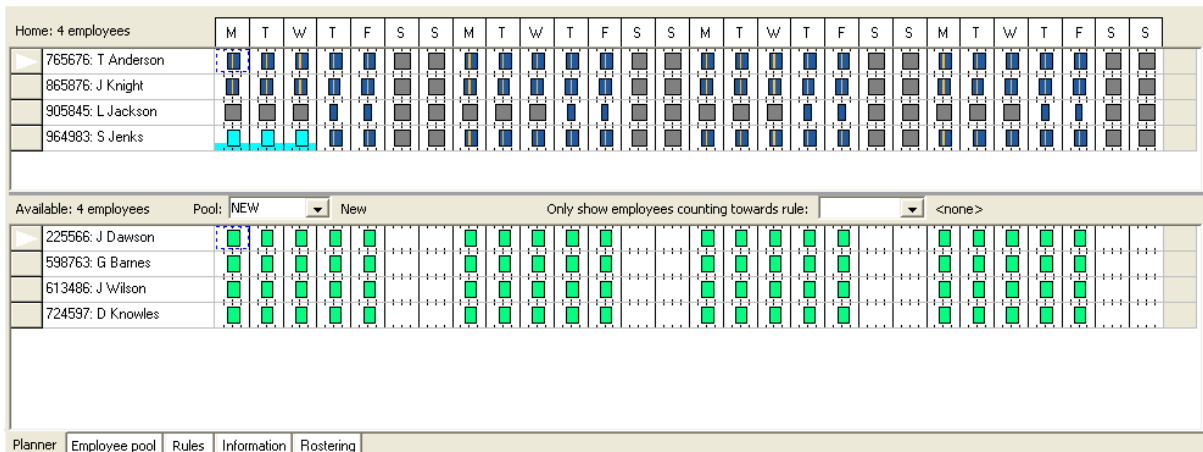 Home: 4 employees M T W T F S S M T W T F S S M T W T F S S M T W T F S S
765676: T Anderson
865876: J Knight
905845: L Jackson
964983: S Jenks
Available: 4 employees Pool: NEW New Only show employees counting towards rule: <none>
225566: J Dawson
598763: G Barnes
613486: J Wilson
724597: D Knowles
Planner Employee pool Rules Information Rostering